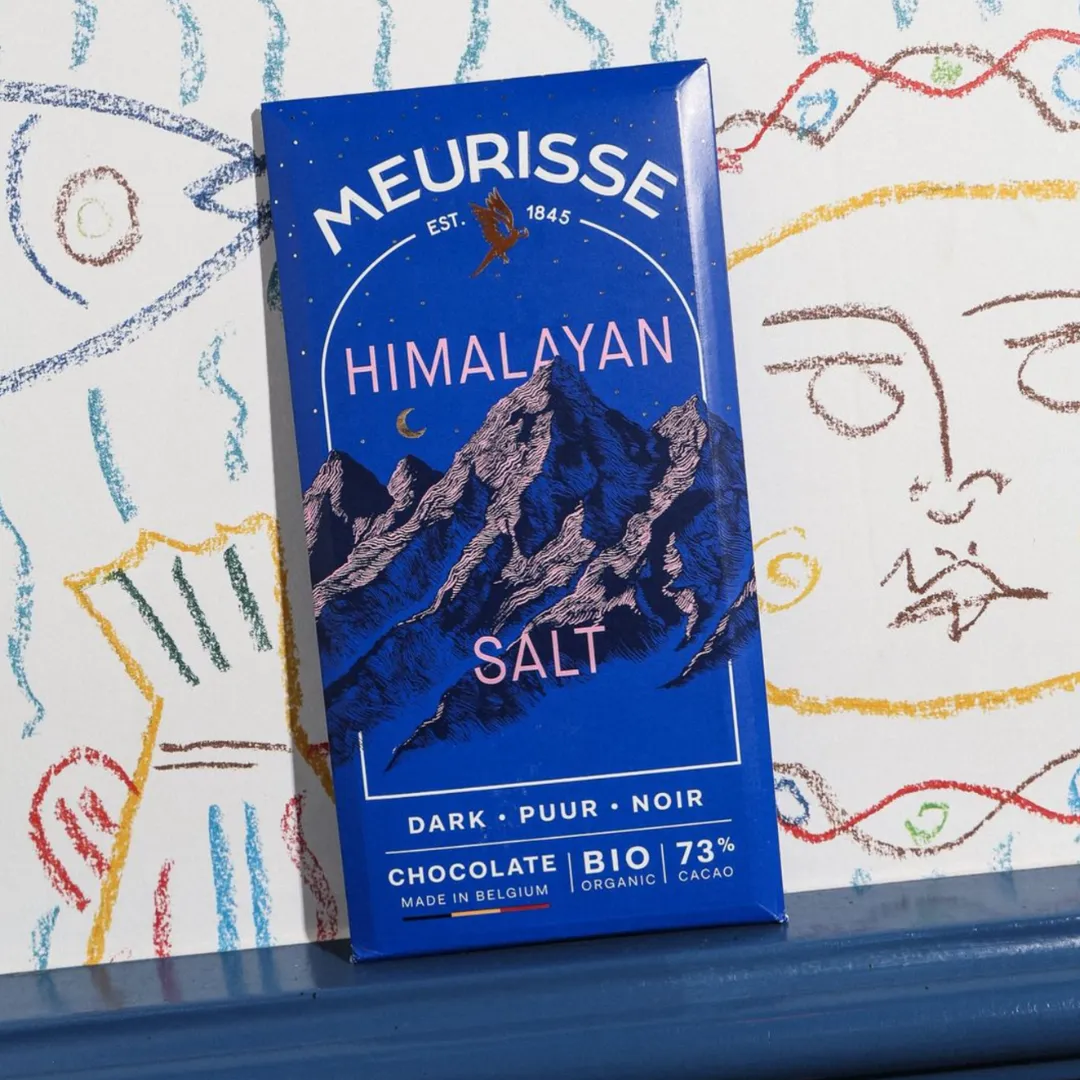 MEURISSE
EST. 1845
HIMALAYAN
SALT
DARK • PUUR • NOIR
CHOCOLATE
MADE IN BELGIUM
BIO
ORGANIC
73%
CACAO